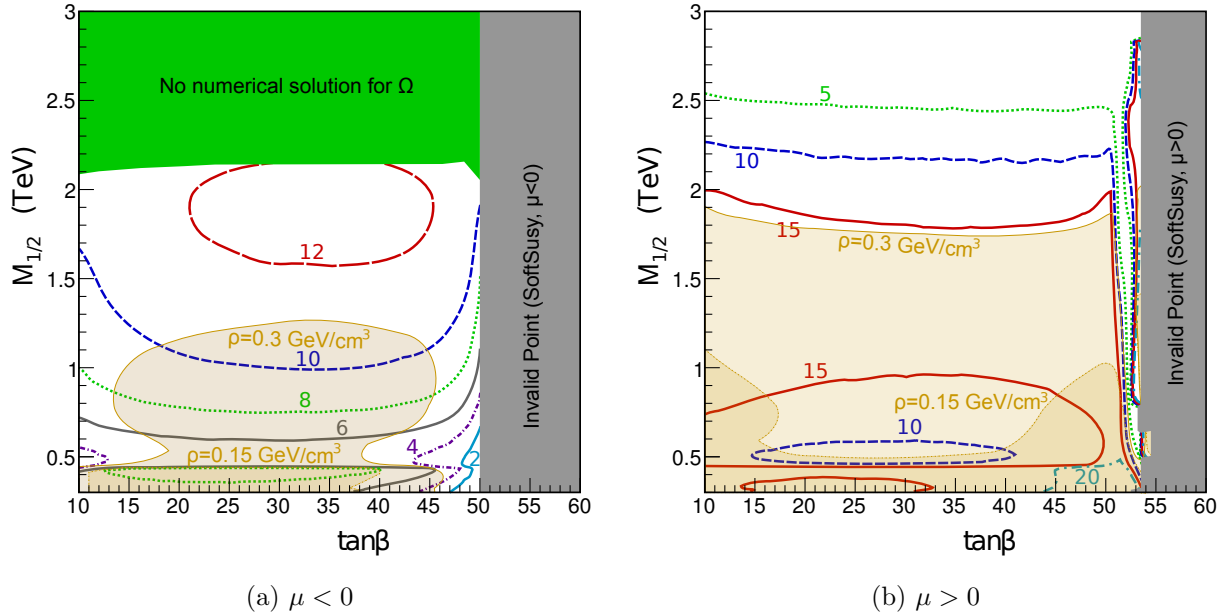 3
2.5
2
1.5
1
0.5
10 15 20 25 30 35 40 45 50 55 60
M1/2 (TeV)
tanβ
No numerical solution for Ω
Invalid Point (SoftSusy, μ<0)
12
ρ=0.3 GeV/cm³
10
8
6
4
ρ=0.15 GeV/cm³
2
(a) μ < 0
3
2.5
2
1.5
1
0.5
10 15 20 25 30 35 40 45 50 55 60
M1/2 (TeV)
tanβ
Invalid Point (SoftSusy, μ>0)
5
10
15
ρ=0.3 GeV/cm³
15
ρ=0.15 GeV/cm³
10
20
(b) μ > 0